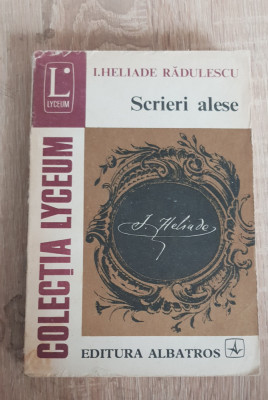 L
LYCEUM
I.HELIADE RĂDULESCU
Scrieri alese
COLECȚIA LYCEUM
I. Heliade
EDITURA ALBATROS